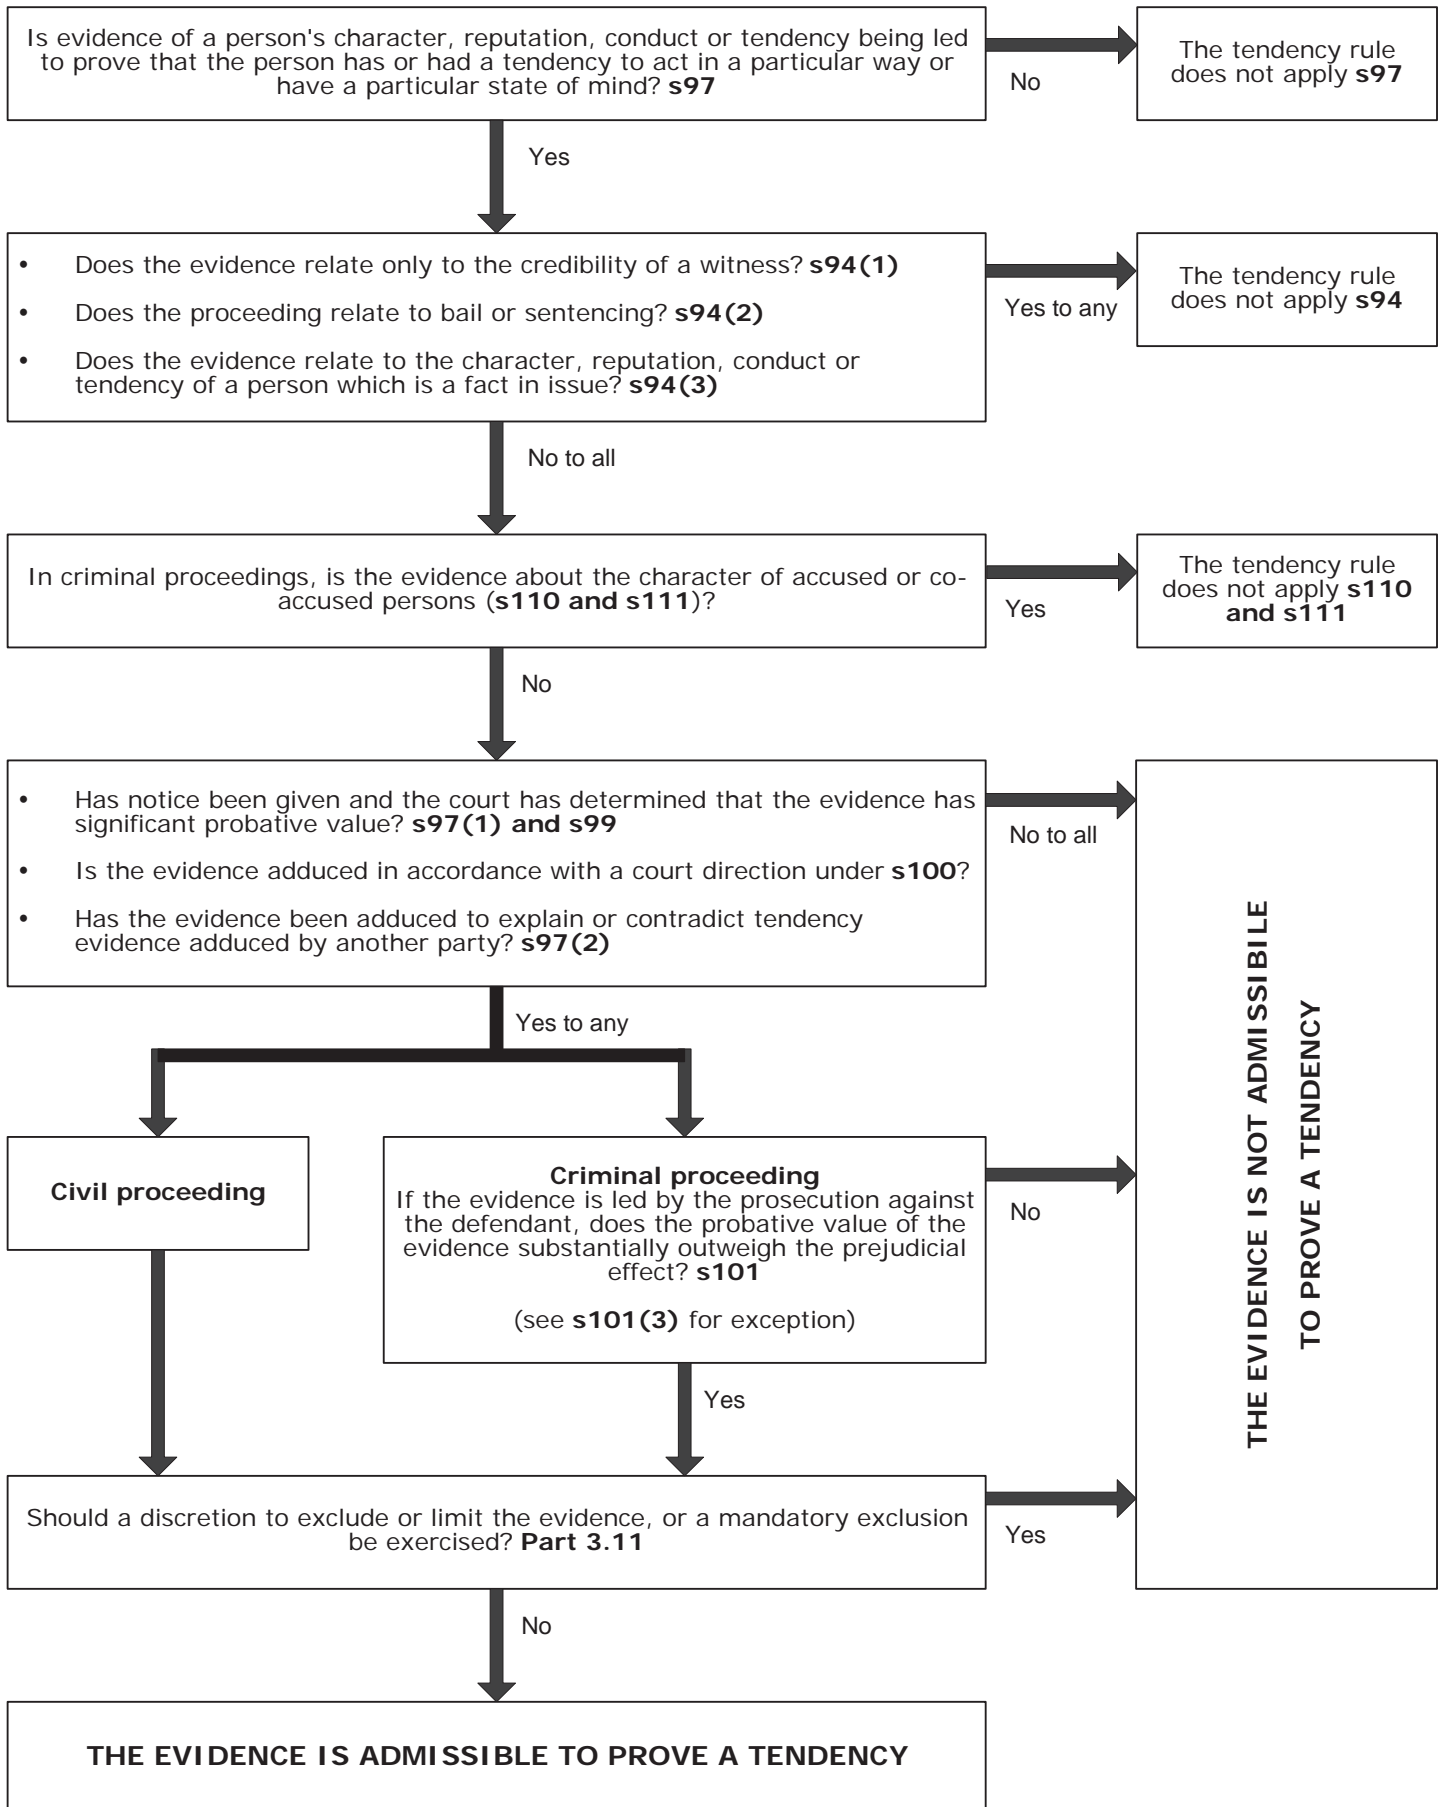 Is evidence of a person's character, reputation, conduct or tendency being led
to prove that the person has or had a tendency to act in a particular way or
have a particular state of mind? s97
No
The tendency rule
does not apply s97
Yes
• Does the evidence relate only to the credibility of a witness? s94(1)
• Does the proceeding relate to bail or sentencing? s94(2)
• Does the evidence relate to the character, reputation, conduct or
tendency of a person which is a fact in issue? s94(3)
Yes to any
The tendency rule
does not apply s94
No to all
In criminal proceedings, is the evidence about the character of accused or co-
accused persons (s110 and s111)?
Yes
The tendency rule
does not apply s110
and s111
No
• Has notice been given and the court has determined that the evidence has
significant probative value? s97(1) and s99
• Is the evidence adduced in accordance with a court direction under s100?
• Has the evidence been adduced to explain or contradict tendency
evidence adduced by another party? s97(2)
No to all
THE EVIDENCE IS NOT ADMISSIBILE
TO PROVE A TENDENCY
Yes to any
Civil proceeding
Criminal proceeding
If the evidence is led by the prosecution against
the defendant, does the probative value of the
evidence substantially outweigh the prejudicial
effect? s101
(see s101(3) for exception)
No
Yes
Should a discretion to exclude or limit the evidence, or a mandatory exclusion
be exercised? Part 3.11
Yes
No
THE EVIDENCE IS ADMISSIBLE TO PROVE A TENDENCY